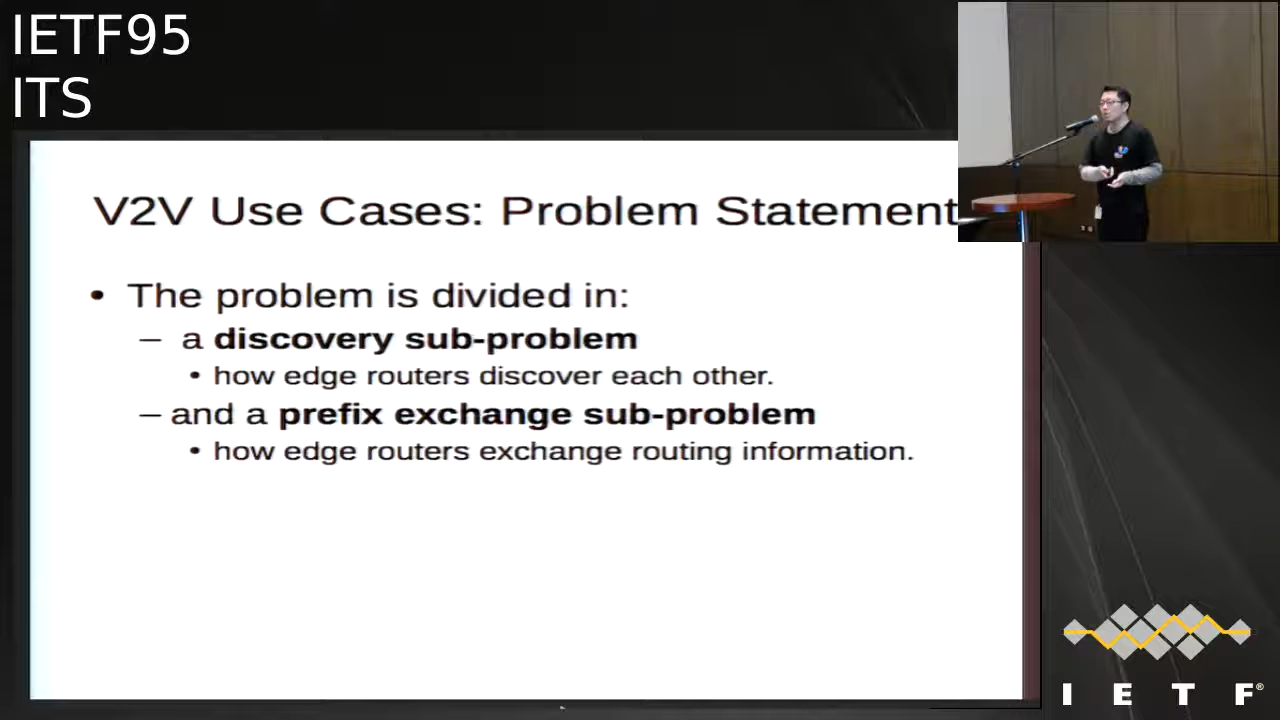 IETF95
ITS
V2V Use Cases: Problem Statement
• The problem is divided in:
– a discovery sub-problem
• how edge routers discover each other.
– and a prefix exchange sub-problem
• how edge routers exchange routing information.
I E T F®